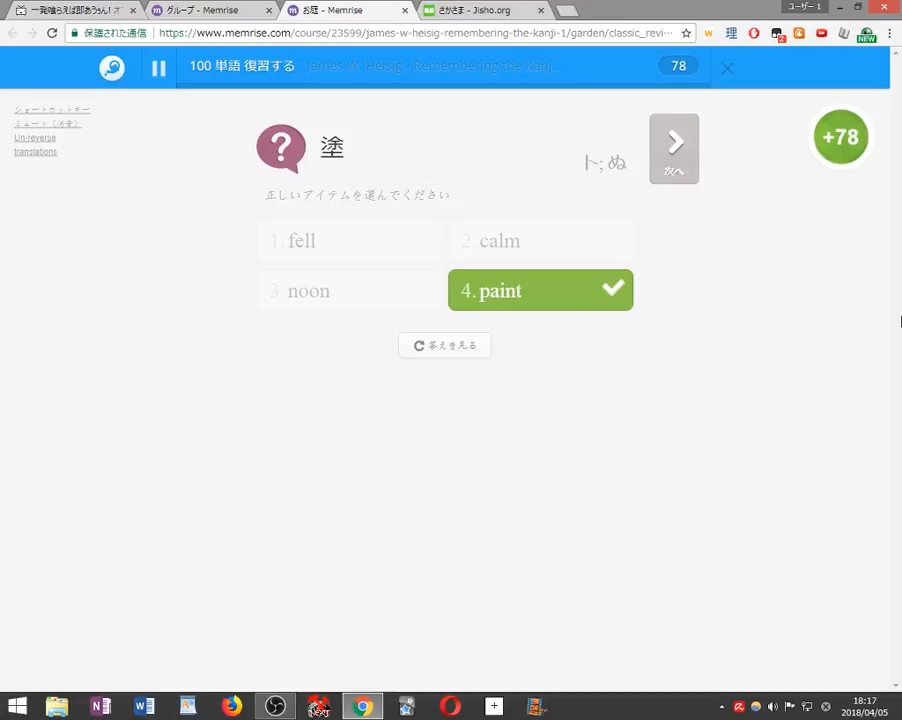 一発喰らえば即あうぅん! オ
グループ - Memrise
お庭 - Memrise
さかさま - Jisho.org
ユーザー 1
保護された通信
https://www.memrise.com/course/23599/james-w-heisig-remembering-the-kanji-1/garden/classic_revi…
NEW
100 単語 復習する
James W. Heisig - Remembering the Kanj...
78
ショートカットキー
ミュート（消音）
Un-reverse
translations
?
塗
ト; ぬ
次へ
+78
正しいアイテムを選んでください
1. fell
2. calm
3. noon
4. paint
答えを見る
18:17
2018/04/05